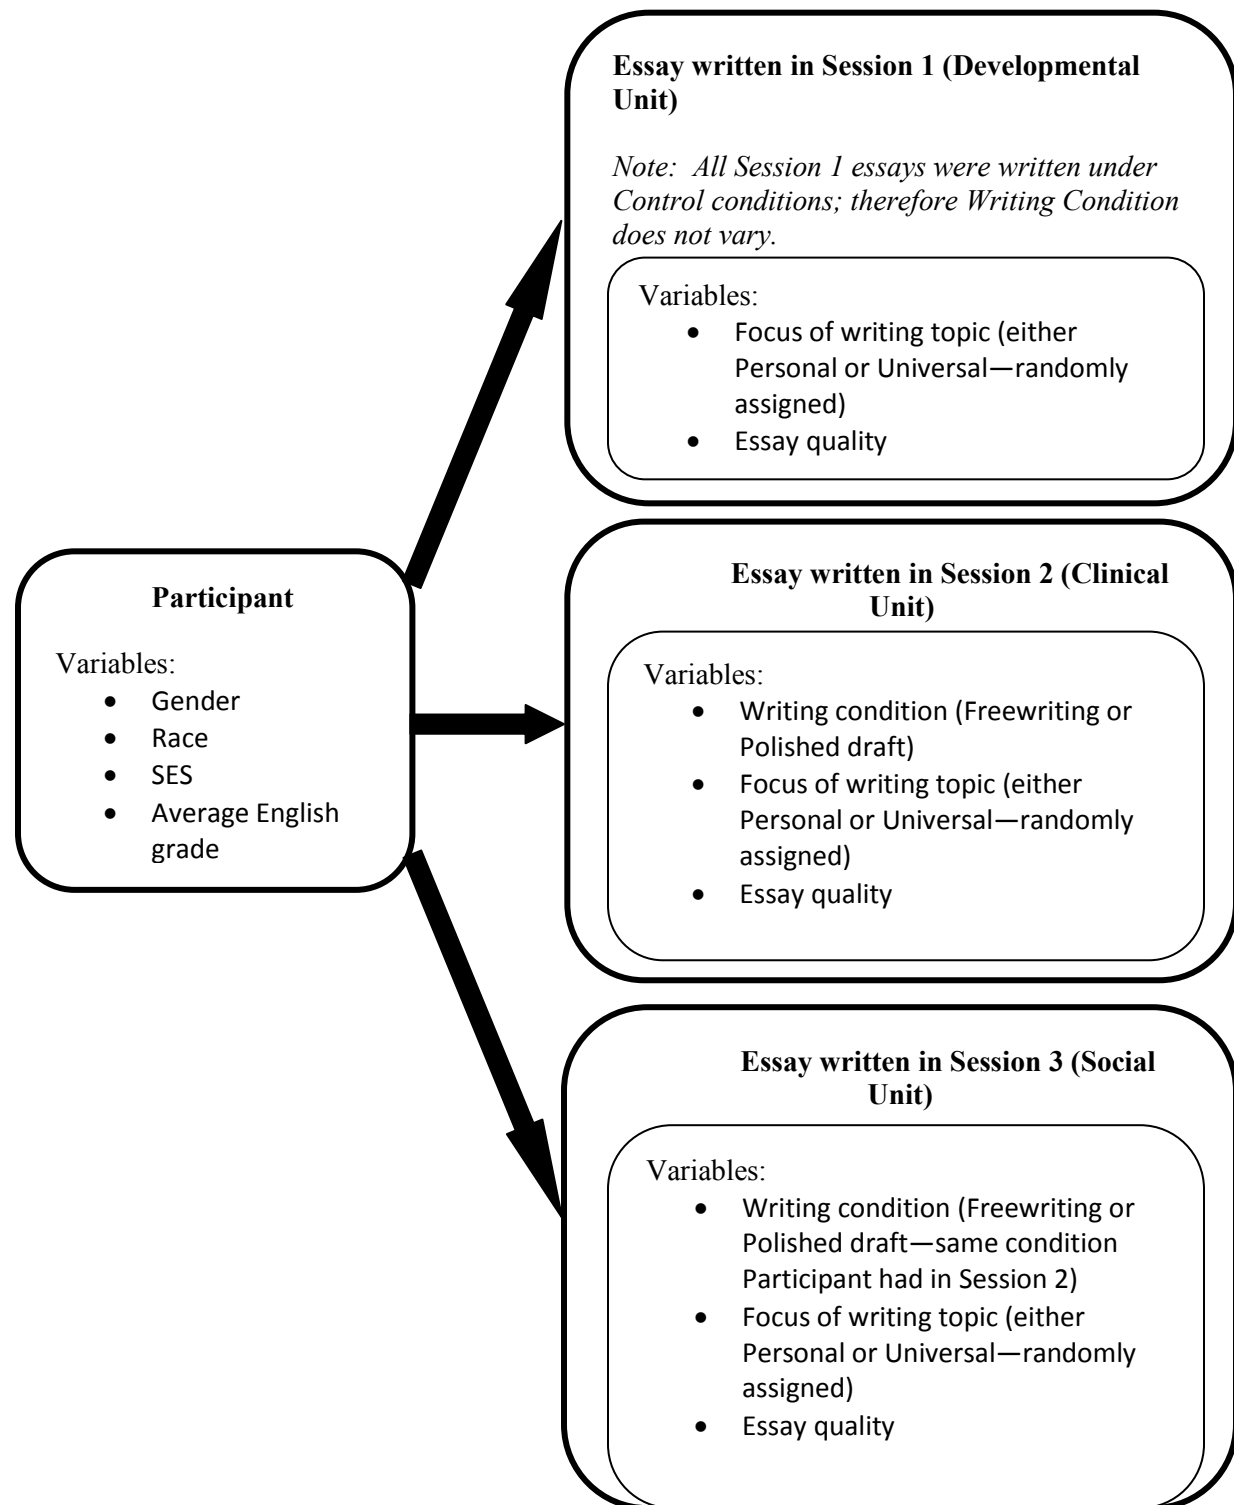 Essay written in Session 1 (Developmental
Unit)
Note:  All Session 1 essays were written under
Control conditions; therefore Writing Condition
does not vary.
Variables:
• Focus of writing topic (either
Personal or Universal—randomly
assigned)
• Essay quality
Participant
Variables:
• Gender
• Race
• SES
• Average English
grade
Essay written in Session 2 (Clinical
Unit)
Variables:
• Writing condition (Freewriting or
Polished draft)
• Focus of writing topic (either
Personal or Universal—randomly
assigned)
• Essay quality
Essay written in Session 3 (Social
Unit)
Variables:
• Writing condition (Freewriting or
Polished draft—same condition
Participant had in Session 2)
• Focus of writing topic (either
Personal or Universal—randomly
assigned)
• Essay quality